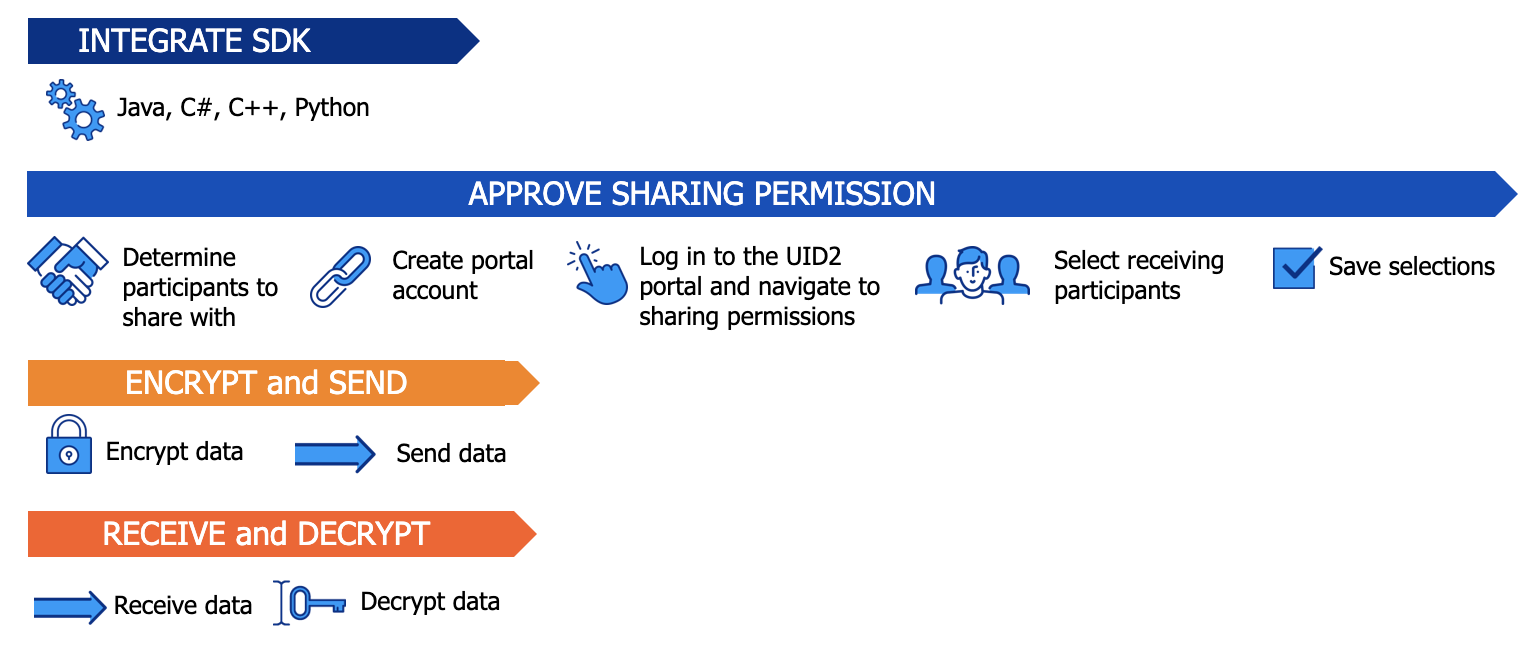 INTEGRATE SDK
Java, C#, C++, Python
APPROVE SHARING PERMISSION
Determine
participants to
share with
Create portal
account
Log in to the UID2
portal and navigate to
sharing permissions
Select receiving
participants
Save selections
ENCRYPT and SEND
Encrypt data
Send data
RECEIVE and DECRYPT
Receive data
Decrypt data